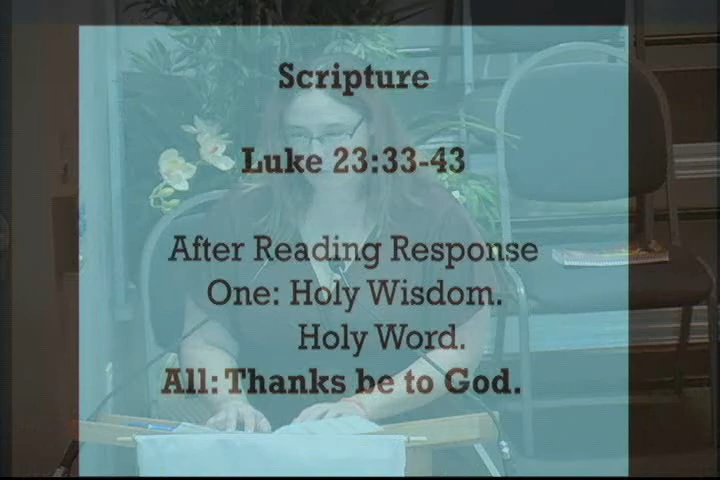 Scripture
Luke 23:33-43
After Reading Response
One: Holy Wisdom.
Holy Word.
All: Thanks be to God.